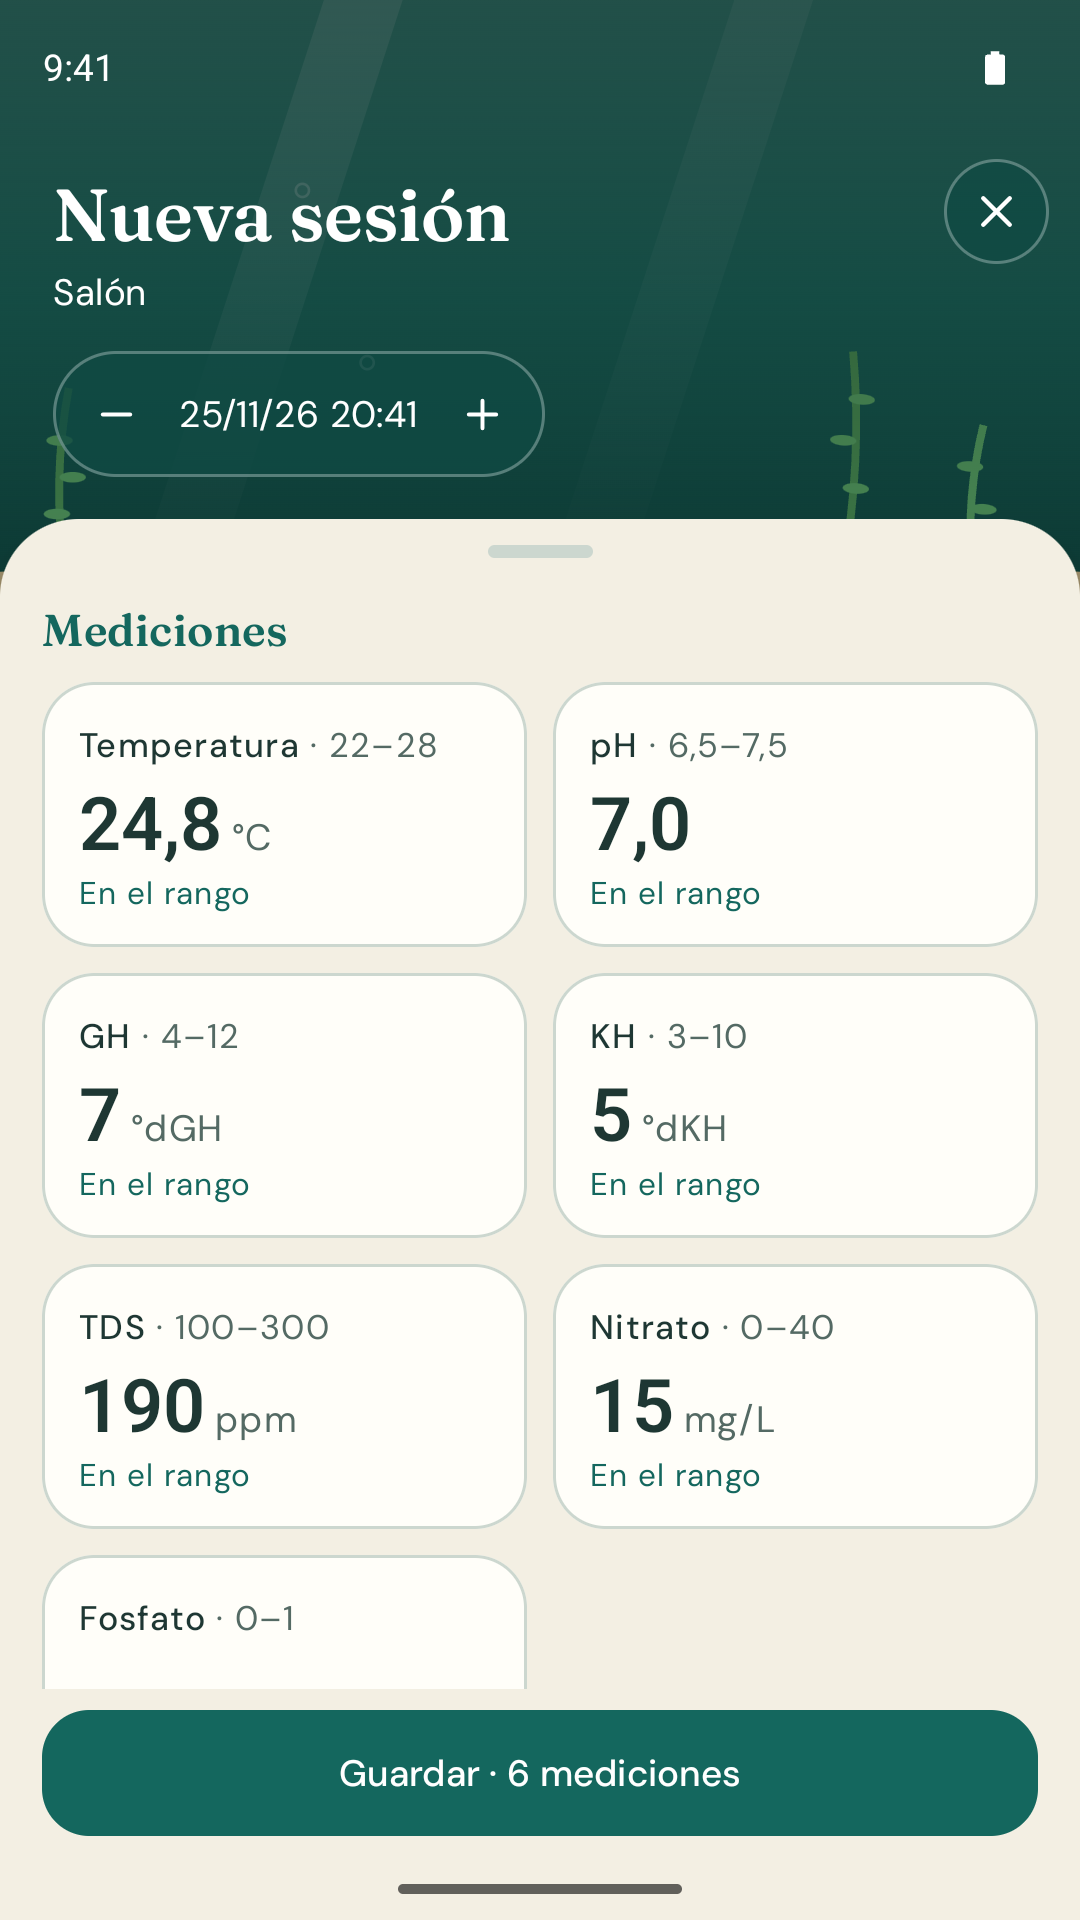 9:41
Nueva sesión
Salón
25/11/26 20:41
Mediciones
Temperatura · 22–28
24,8 °C
En el rango
pH · 6,5–7,5
7,0
En el rango
GH · 4–12
7 °dGH
En el rango
KH · 3–10
5 °dKH
En el rango
TDS · 100–300
190 ppm
En el rango
Nitrato · 0–40
15 mg/L
En el rango
Fosfato · 0–1
Guardar · 6 mediciones